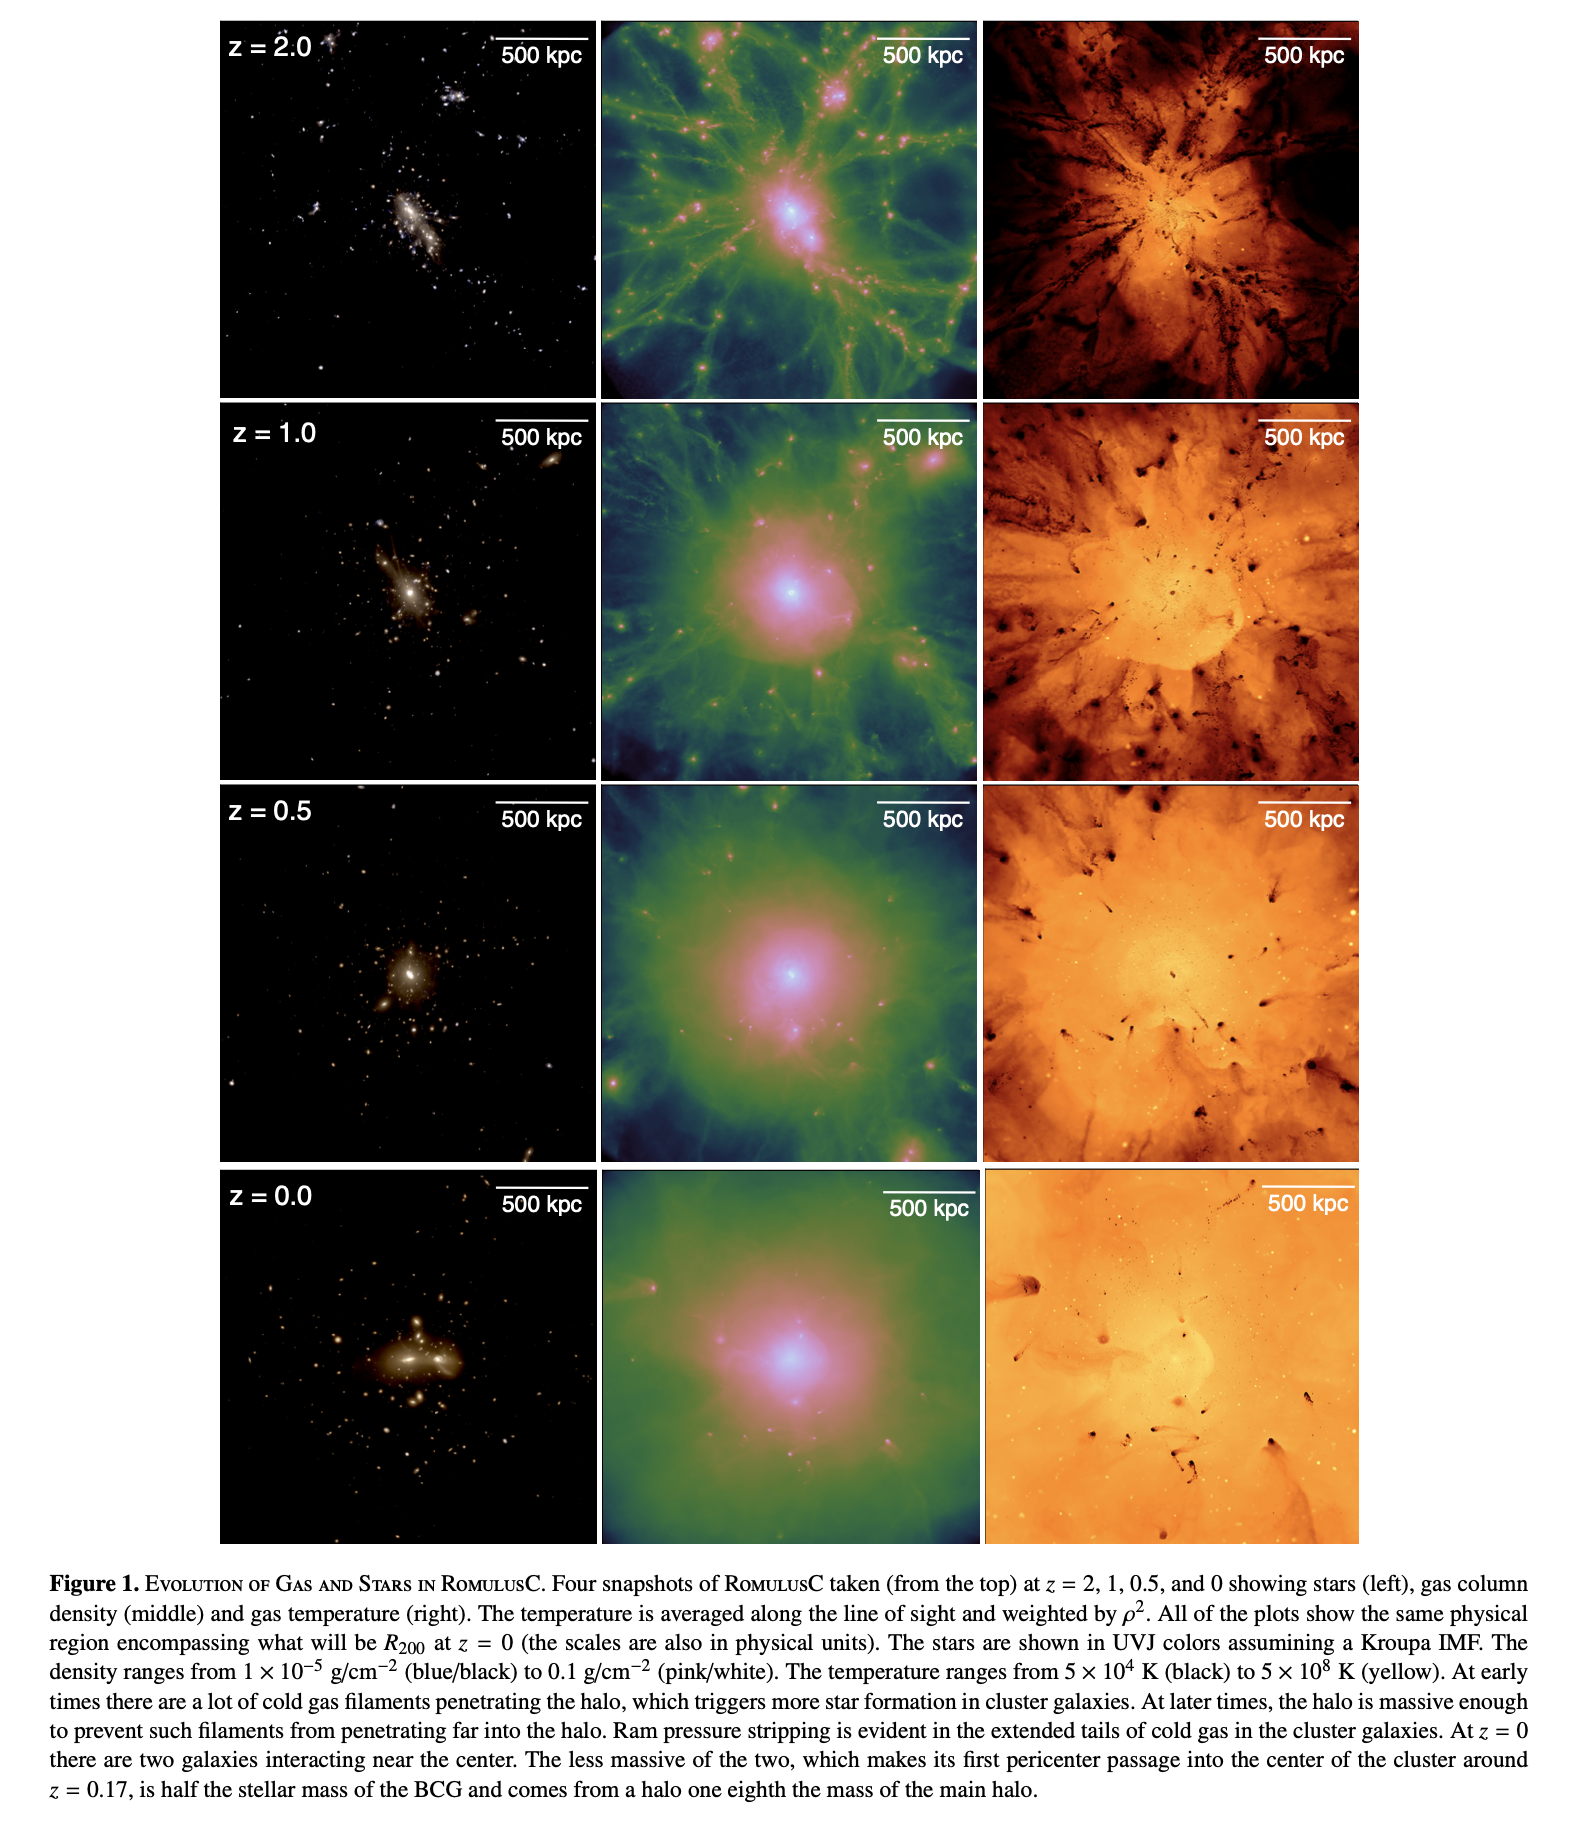 z = 2.0
500 kpc
500 kpc
500 kpc
z = 1.0
500 kpc
500 kpc
500 kpc
z = 0.5
500 kpc
500 kpc
500 kpc
z = 0.0
500 kpc
500 kpc
500 kpc
Figure 1. Evolution of Gas and Stars in RomulusC. Four snapshots of RomulusC taken (from the top) at z = 2, 1, 0.5, and 0 showing stars (left), gas column
density (middle) and gas temperature (right). The temperature is averaged along the line of sight and weighted by ρ². All of the plots show the same physical
region encompassing what will be R₂₀₀ at z = 0 (the scales are also in physical units). The stars are shown in UVJ colors assumining a Kroupa IMF. The
density ranges from 1 × 10⁻⁵ g/cm⁻² (blue/black) to 0.1 g/cm⁻² (pink/white). The temperature ranges from 5 × 10⁴ K (black) to 5 × 10⁸ K (yellow). At early
times there are a lot of cold gas filaments penetrating the halo, which triggers more star formation in cluster galaxies. At later times, the halo is massive enough
to prevent such filaments from penetrating far into the halo. Ram pressure stripping is evident in the extended tails of cold gas in the cluster galaxies. At z = 0
there are two galaxies interacting near the center. The less massive of the two, which makes its first pericenter passage into the center of the cluster around
z = 0.17, is half the stellar mass of the BCG and comes from a halo one eighth the mass of the main halo.